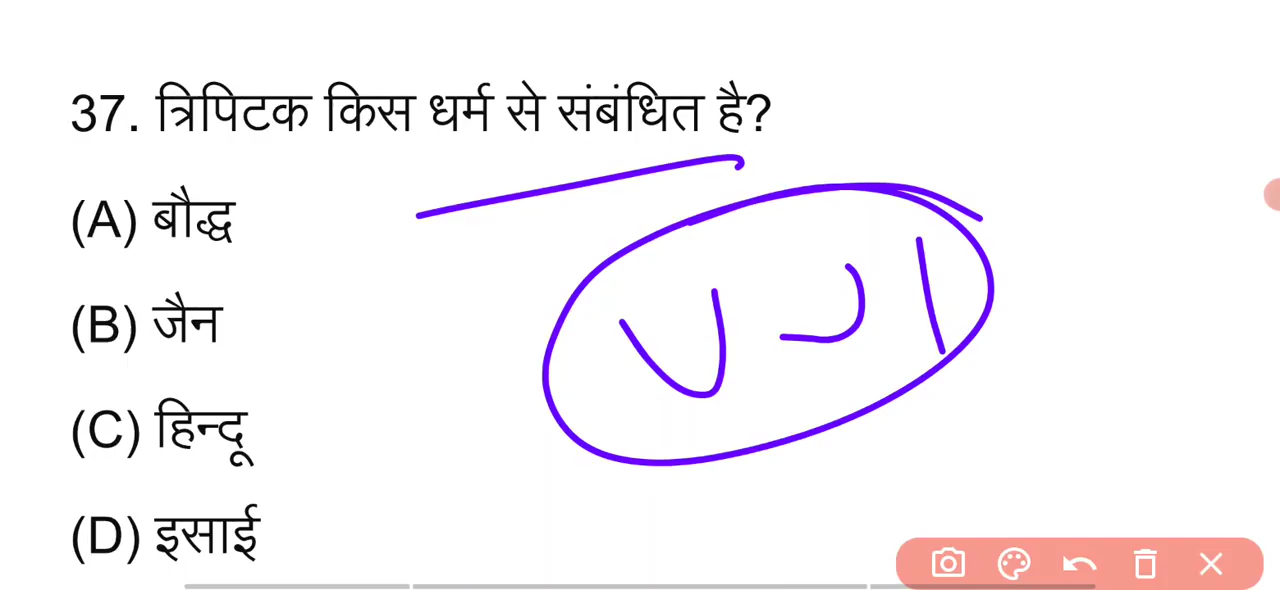 37. त्रिपिटक किस धर्म से संबंधित है?
(A) बौद्ध
(B) जैन
(C) हिन्दू
(D) इसाई